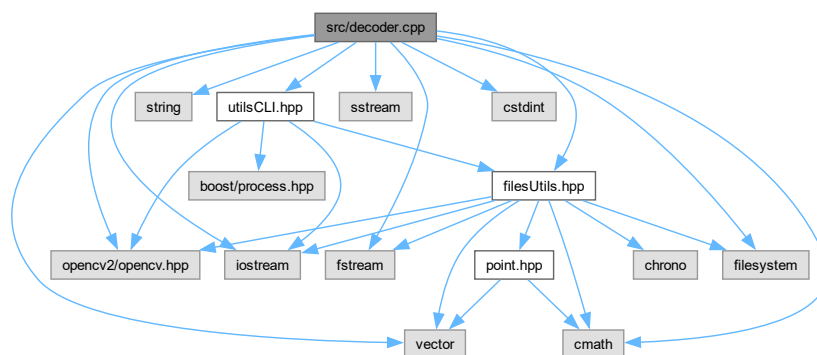 src/decoder.cpp
string
utilsCLI.hpp
sstream
cstdint
boost/process.hpp
filesUtils.hpp
opencv2/opencv.hpp
iostream
fstream
point.hpp
chrono
filesystem
vector
cmath